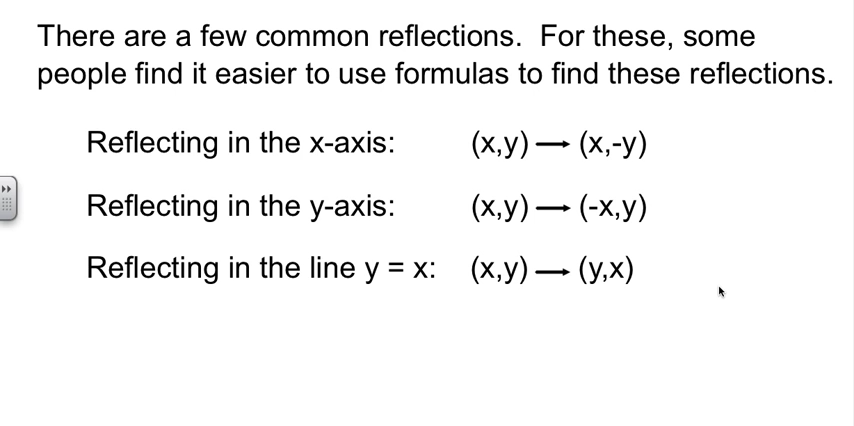 There are a few common reflections.  For these, some
people find it easier to use formulas to find these reflections.
Reflecting in the x-axis: (x,y) → (x,-y)
Reflecting in the y-axis: (x,y) → (-x,y)
Reflecting in the line y = x: (x,y) → (y,x)